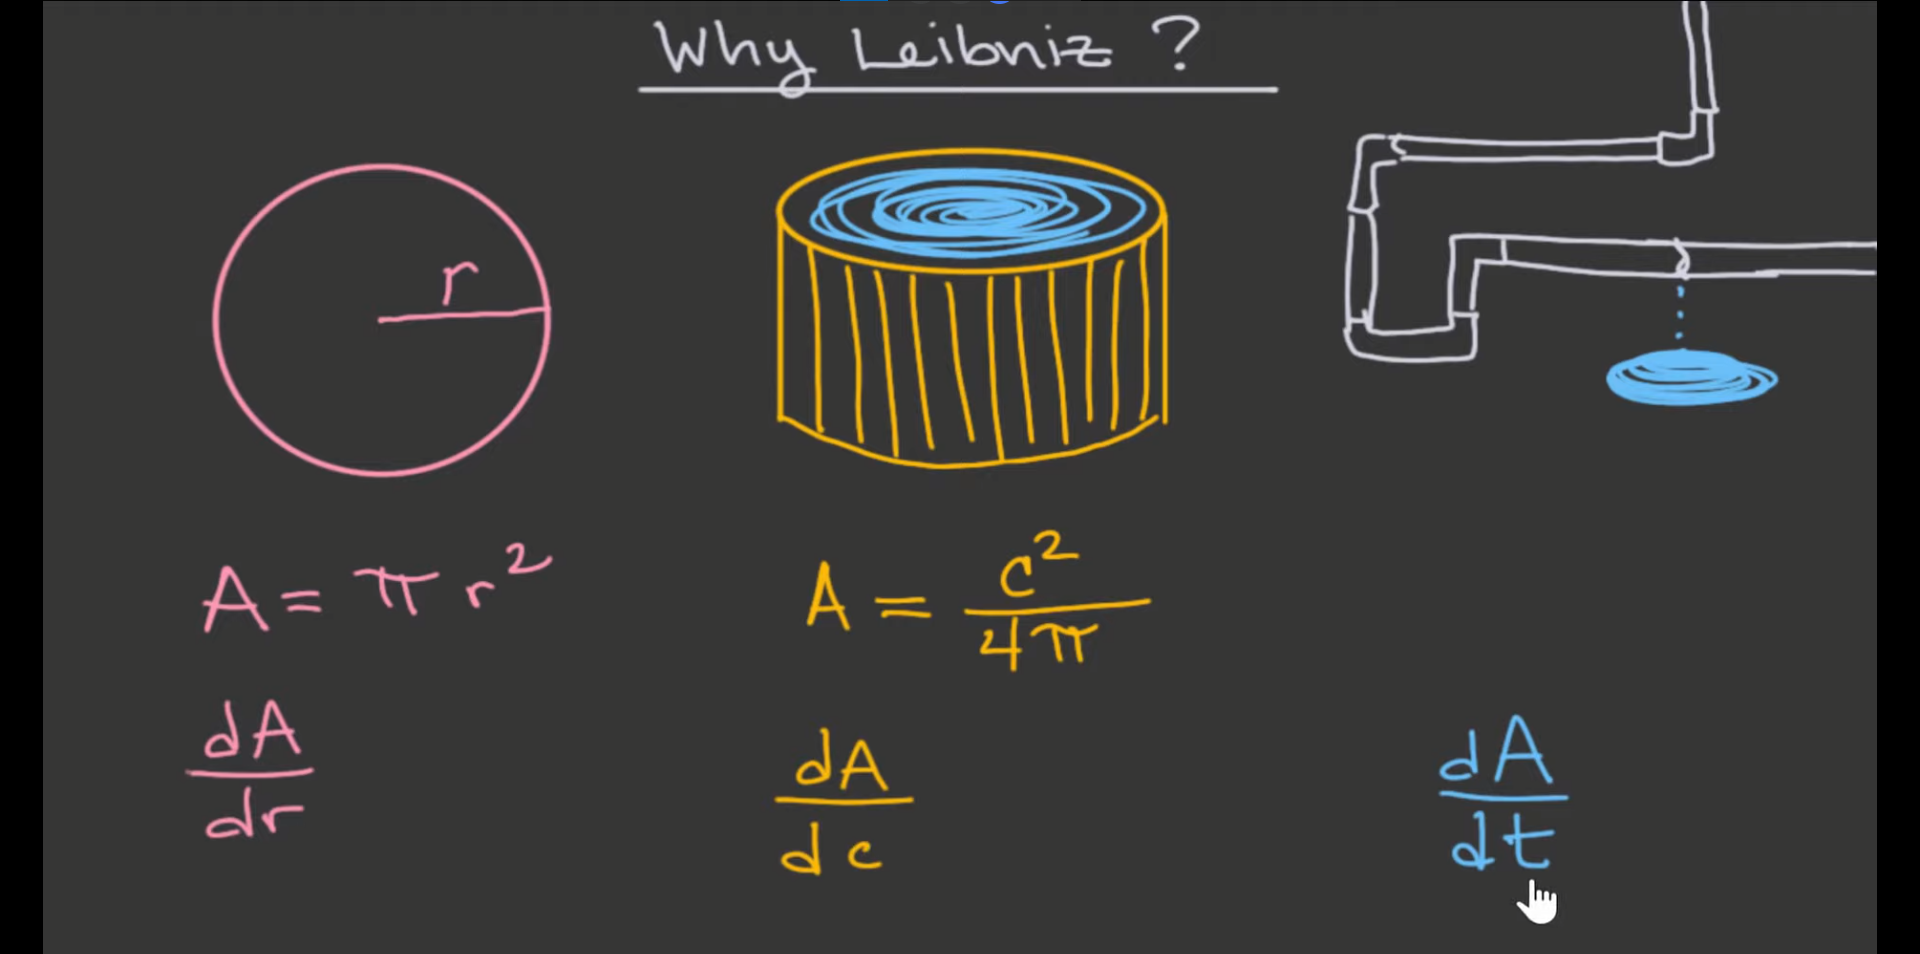 Why Leibniz?
r
A = πr²
A = c²/4π
dA/dr
dA/dc
dA/dt